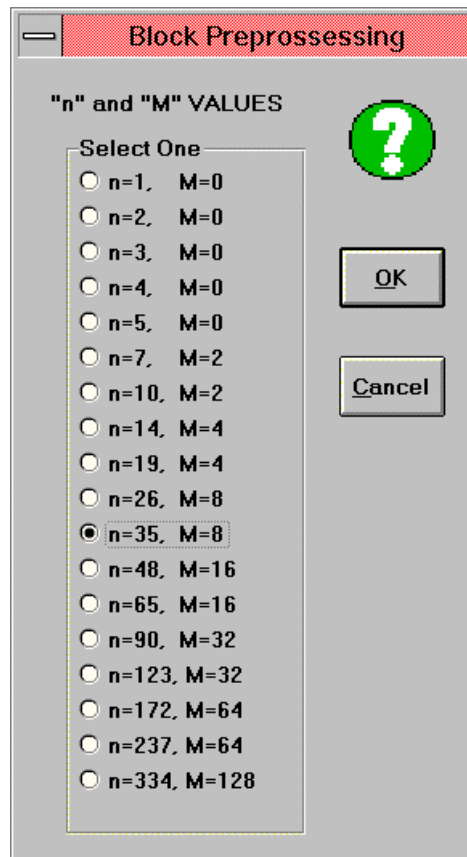 Block Preprossessing
"n" and "M" VALUES
Select One
n=1, M=0
n=2, M=0
n=3, M=0
n=4, M=0
n=5, M=0
n=7, M=2
n=10, M=2
n=14, M=4
n=19, M=4
n=26, M=8
n=35, M=8
n=48, M=16
n=65, M=16
n=90, M=32
n=123, M=32
n=172, M=64
n=237, M=64
n=334, M=128
?
OK
Cancel